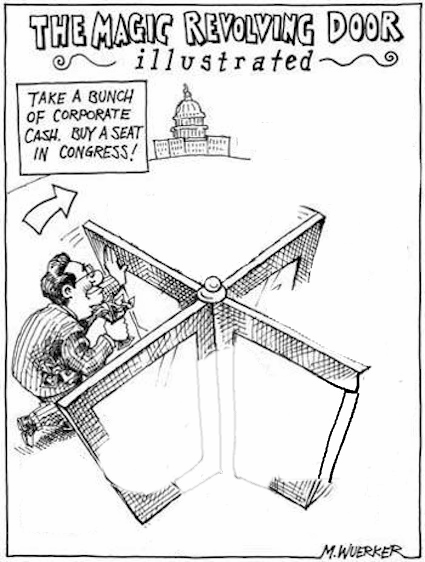 THE MAGIC REVOLVING DOOR
illustrated
TAKE A BUNCH
OF CORPORATE
CASH. BUY A SEAT
IN CONGRESS!
M.WUERKER